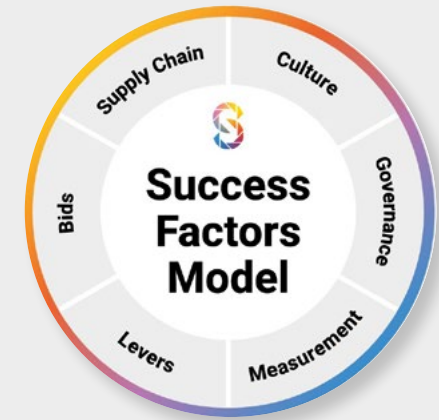 Success
Factors
Model
Culture
Governance
Measurement
Levers
Bids
Supply Chain